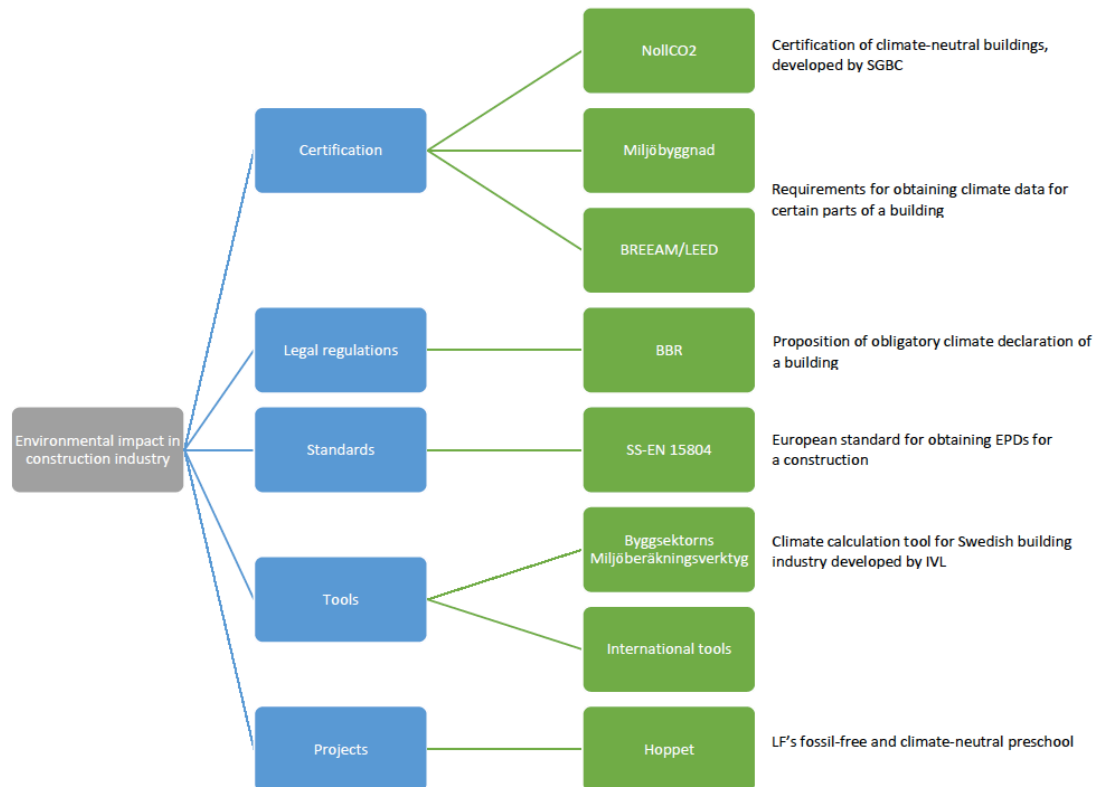 NollCO2
Certification of climate-neutral buildings,
developed by SGBC
Certification
Miljöbyggnad
Requirements for obtaining climate data for
certain parts of a building
BREEAM/LEED
Legal regulations
BBR
Proposition of obligatory climate declaration of
a building
Environmental impact in
construction industry
Standards
SS-EN 15804
European standard for obtaining EPDs for
a construction
Byggsektorns
Miljöberäkningsverktyg
Climate calculation tool for Swedish building
industry developed by IVL
Tools
International tools
Projects
Hoppet
LF's fossil-free and climate-neutral preschool